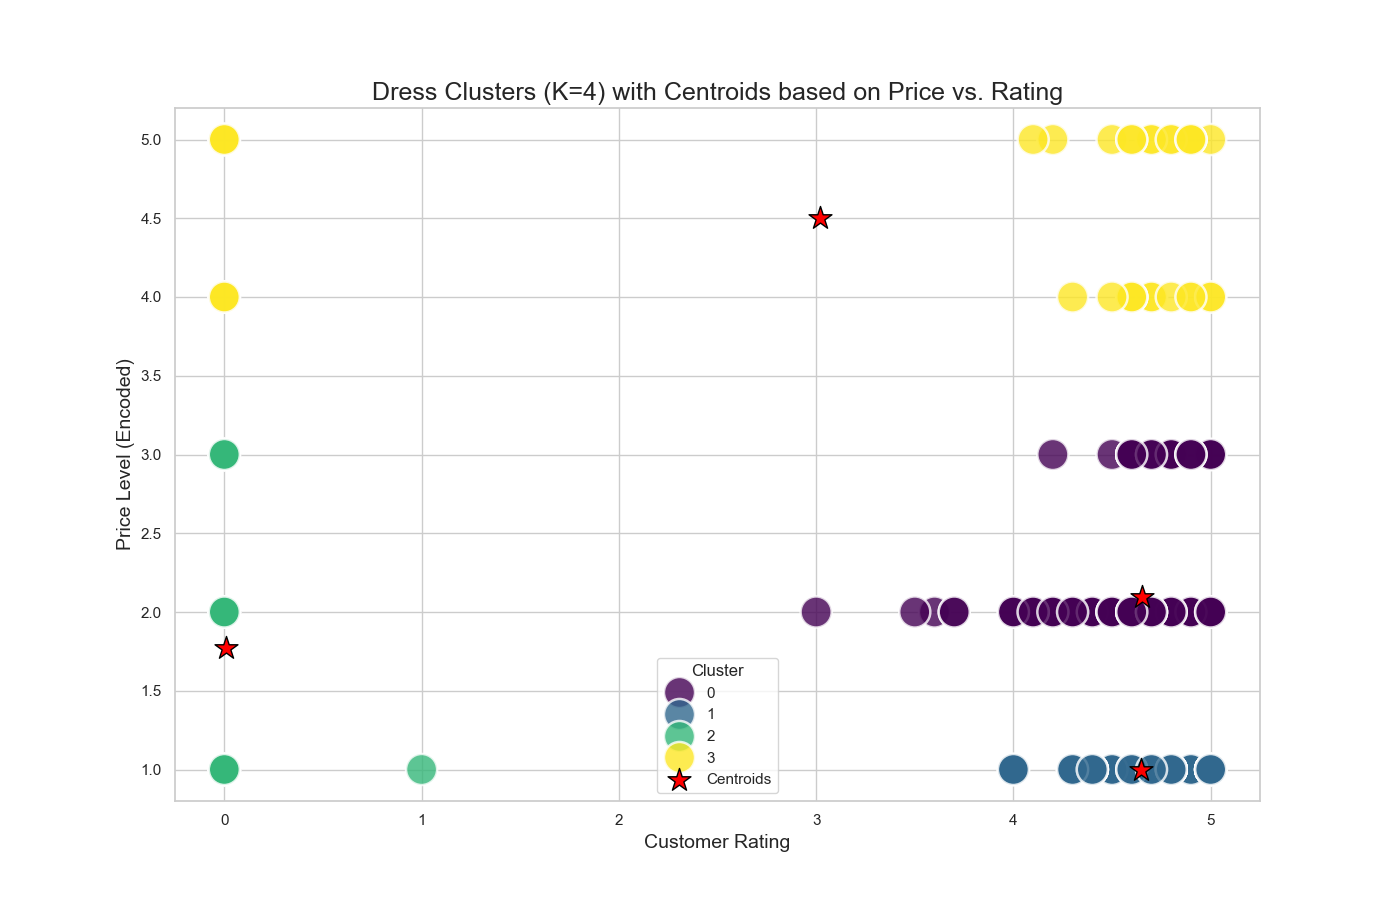 Dress Clusters (K=4) with Centroids based on Price vs. Rating
Price Level (Encoded)
5.0
4.5
4.0
3.5
3.0
2.5
2.0
1.5
1.0
Cluster
0
1
2
3
Centroids
0 1 2 3 4 5
Customer Rating